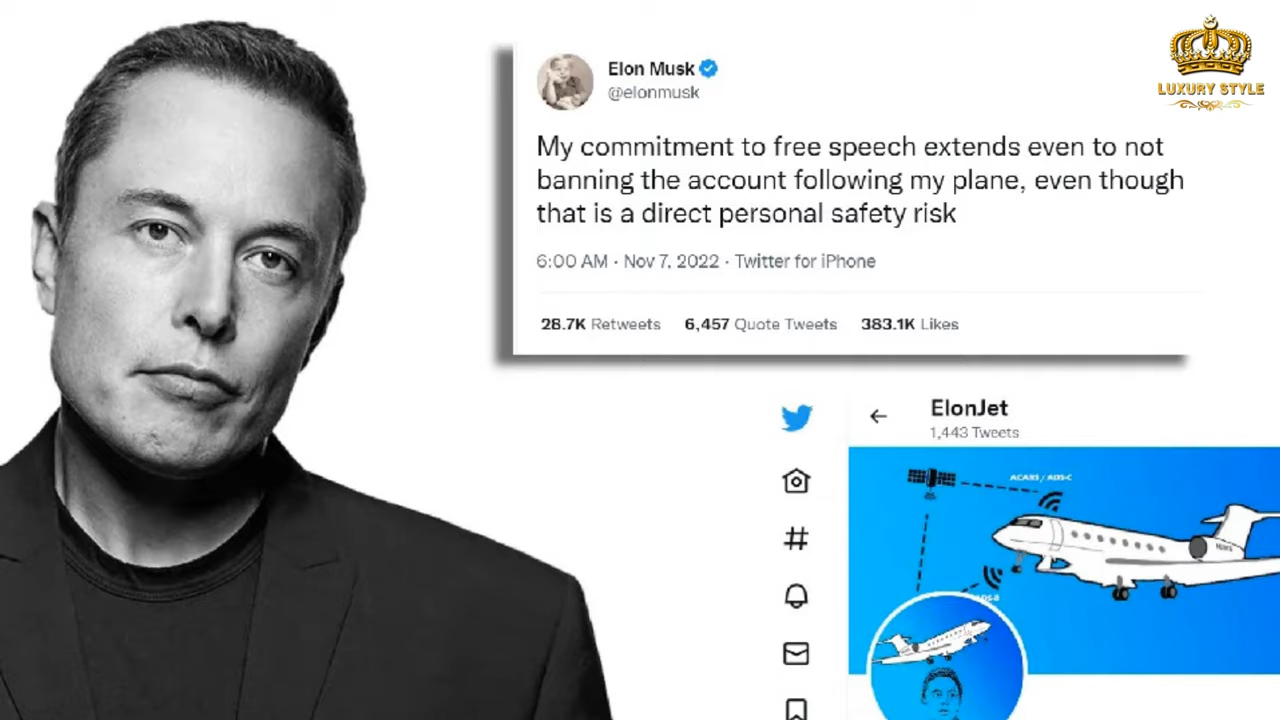 LUXURY STYLE
Elon Musk
@elonmusk
My commitment to free speech extends even to not
banning the account following my plane, even though
that is a direct personal safety risk
6:00 AM · Nov 7, 2022 · Twitter for iPhone
28.7K Retweets 6,457 Quote Tweets 383.1K Likes
ElonJet
1,443 Tweets
ACARS / ADS-C